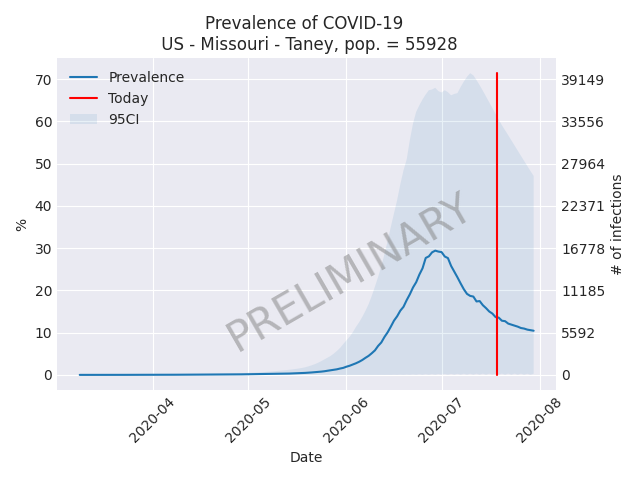 Prevalence of COVID-19
US - Missouri - Taney, pop. = 55928
Prevalence
Today
95CI
70
60
50
40
30
20
10
0
%
39149
33556
27964
22371
16778
11185
5592
0
# of infections
PRELIMINARY
2020-04
2020-05
2020-06
2020-07
2020-08
Date